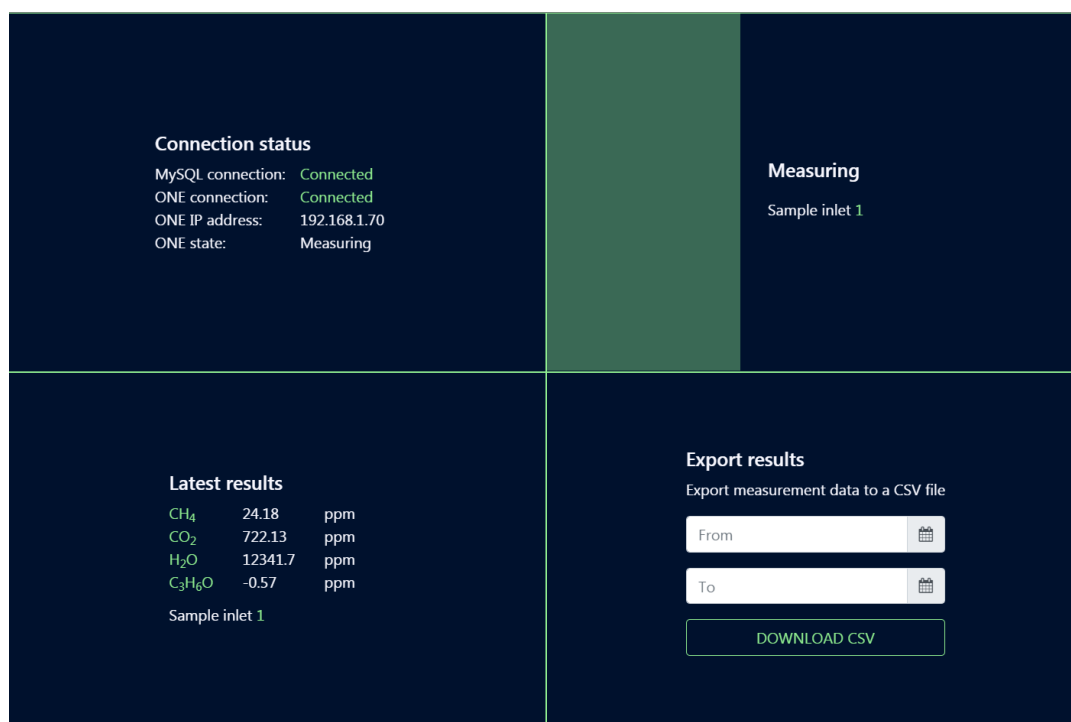 Connection status
MySQL connection: Connected
ONE connection: Connected
ONE IP address: 192.168.1.70
ONE state: Measuring
Measuring
Sample inlet 1
Latest results
CH₄ 24.18 ppm
CO₂ 722.13 ppm
H₂O 12341.7 ppm
C₃H₆O -0.57 ppm
Sample inlet 1
Export results
Export measurement data to a CSV file
From
To
DOWNLOAD CSV